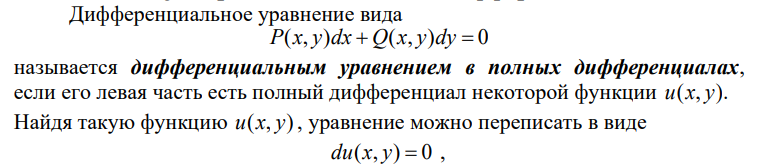 Дифференциальное уравнение вида
P(x, y)dx + Q(x, y)dy = 0
называется дифференциальным уравнением в полных дифференциалах,
если его левая часть есть полный дифференциал некоторой функции u(x, y).
Найдя такую функцию u(x, y), уравнение можно переписать в виде
du(x, y) = 0 ,